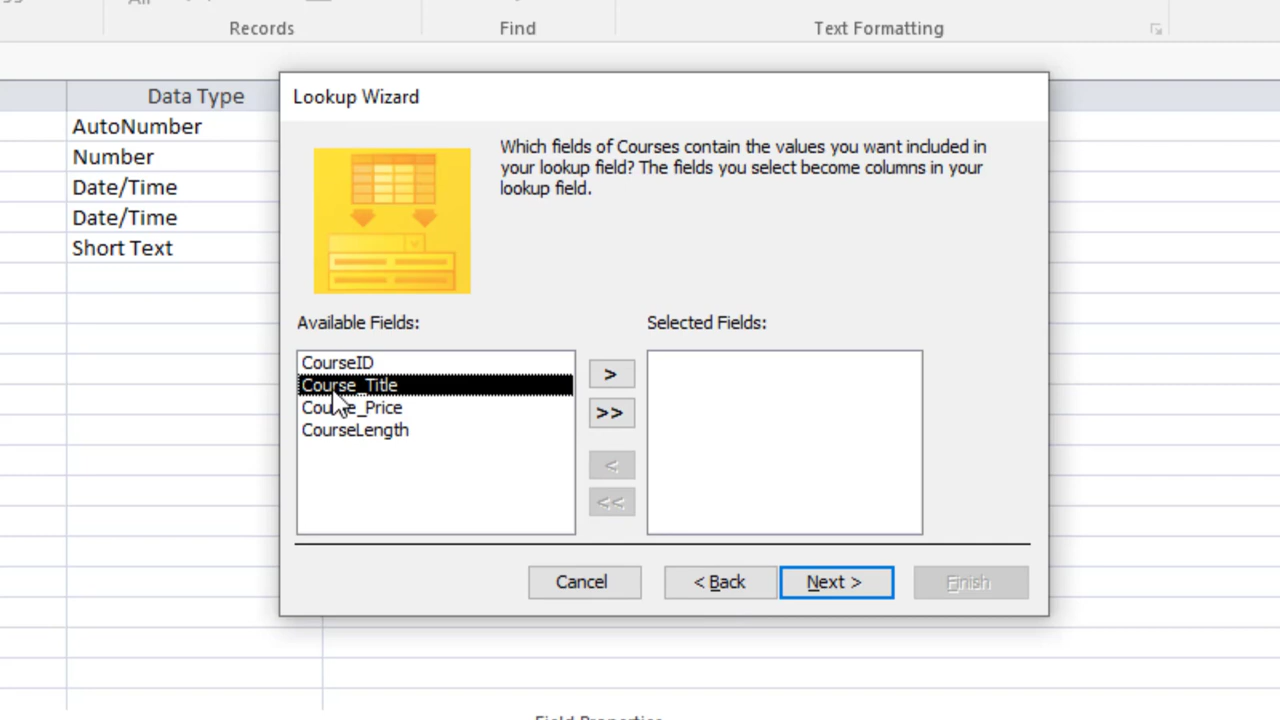 Records
Find
Text Formatting
Data Type
AutoNumber
Number
Date/Time
Date/Time
Short Text
Lookup Wizard
Which fields of Courses contain the values you want included in
your lookup field? The fields you select become columns in your
lookup field.
Available Fields:
CourseID
Course_Title
Course_Price
CourseLength
>
>>
<
<<
Selected Fields:
Cancel
< Back
Next >
Finish
Field Properties